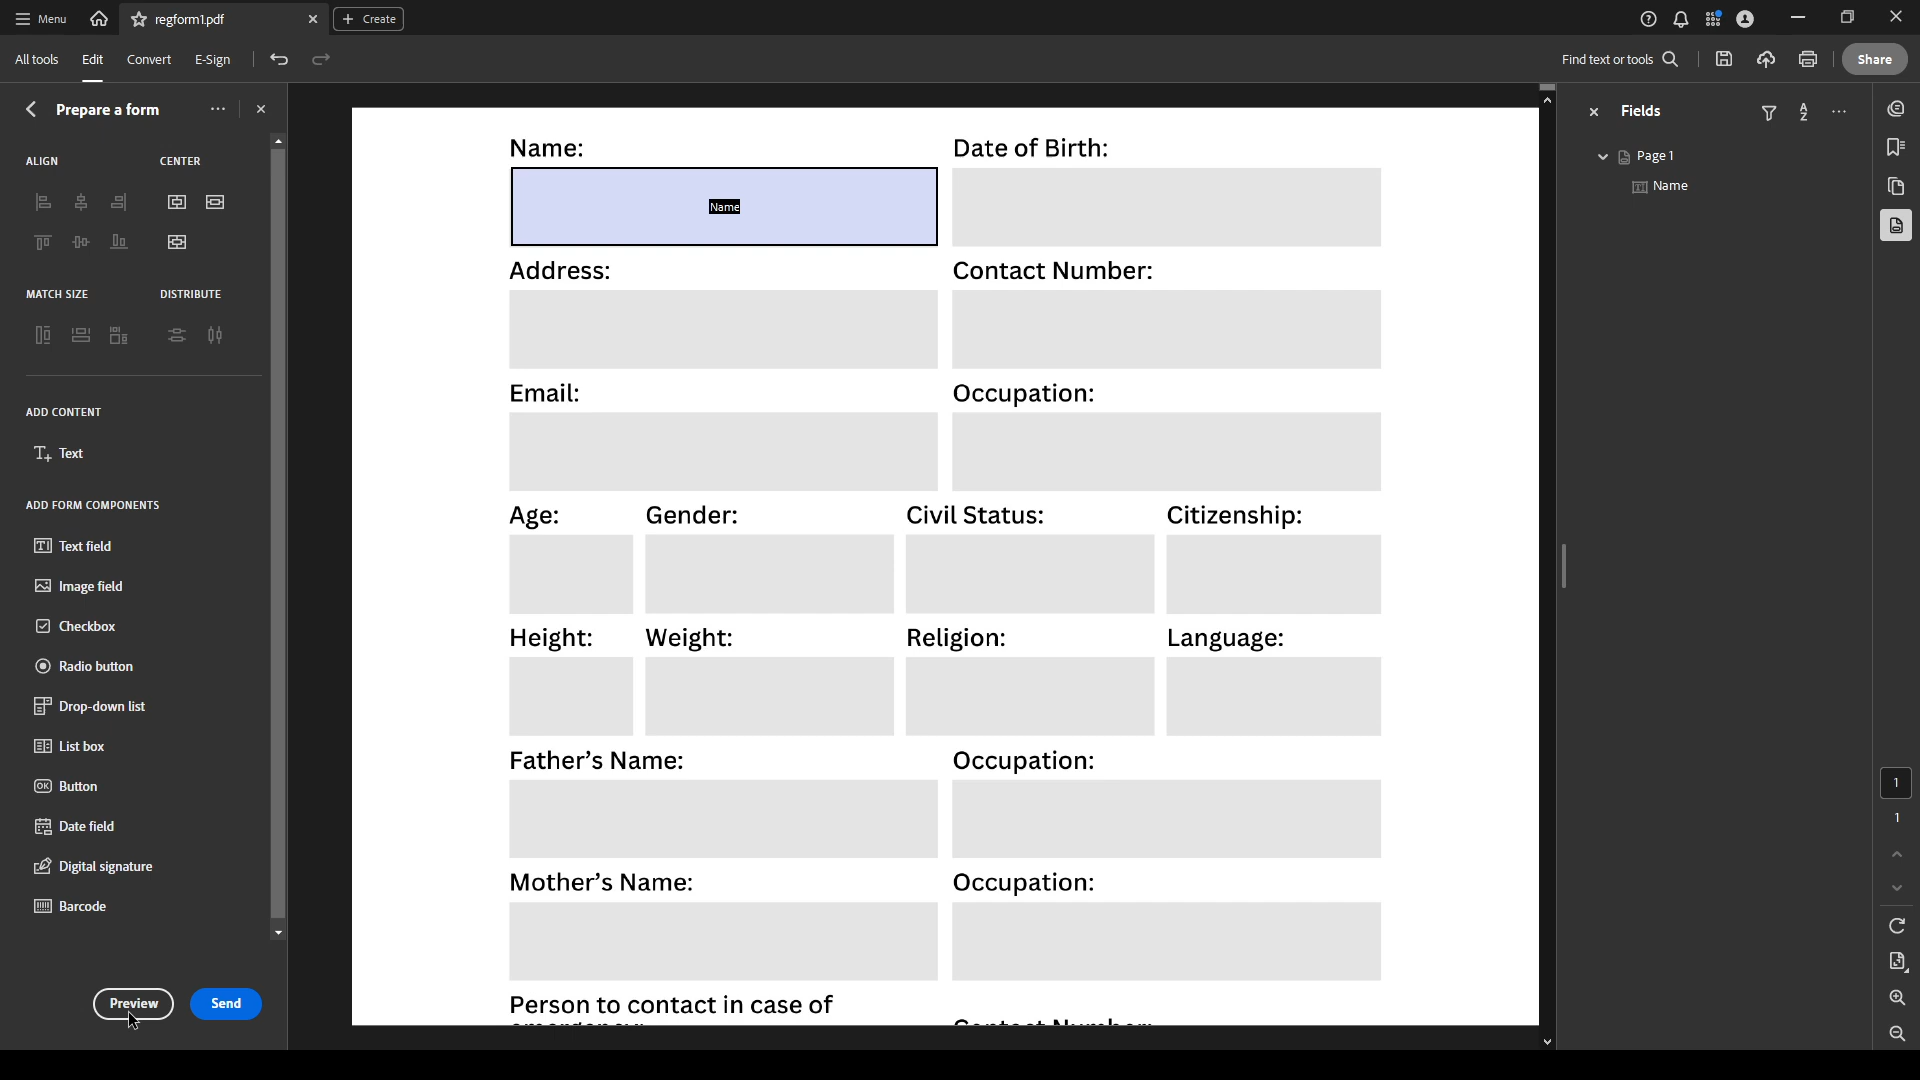 Menu
regform1.pdf
Create
All tools
Edit
Convert
E-Sign
Find text or tools
Share
Prepare a form
ALIGN
CENTER
MATCH SIZE
DISTRIBUTE
ADD CONTENT
Text
ADD FORM COMPONENTS
Text field
Image field
Checkbox
Radio button
Drop-down list
List box
Button
Date field
Digital signature
Barcode
Preview
Send
Name:
Date of Birth:
Name
Address:
Contact Number:
Email:
Occupation:
Age:
Gender:
Civil Status:
Citizenship:
Height:
Weight:
Religion:
Language:
Father’s Name:
Occupation:
Mother’s Name:
Occupation:
Person to contact in case of
emergency:
Contact Number:
Fields
Page 1
Name
1
1